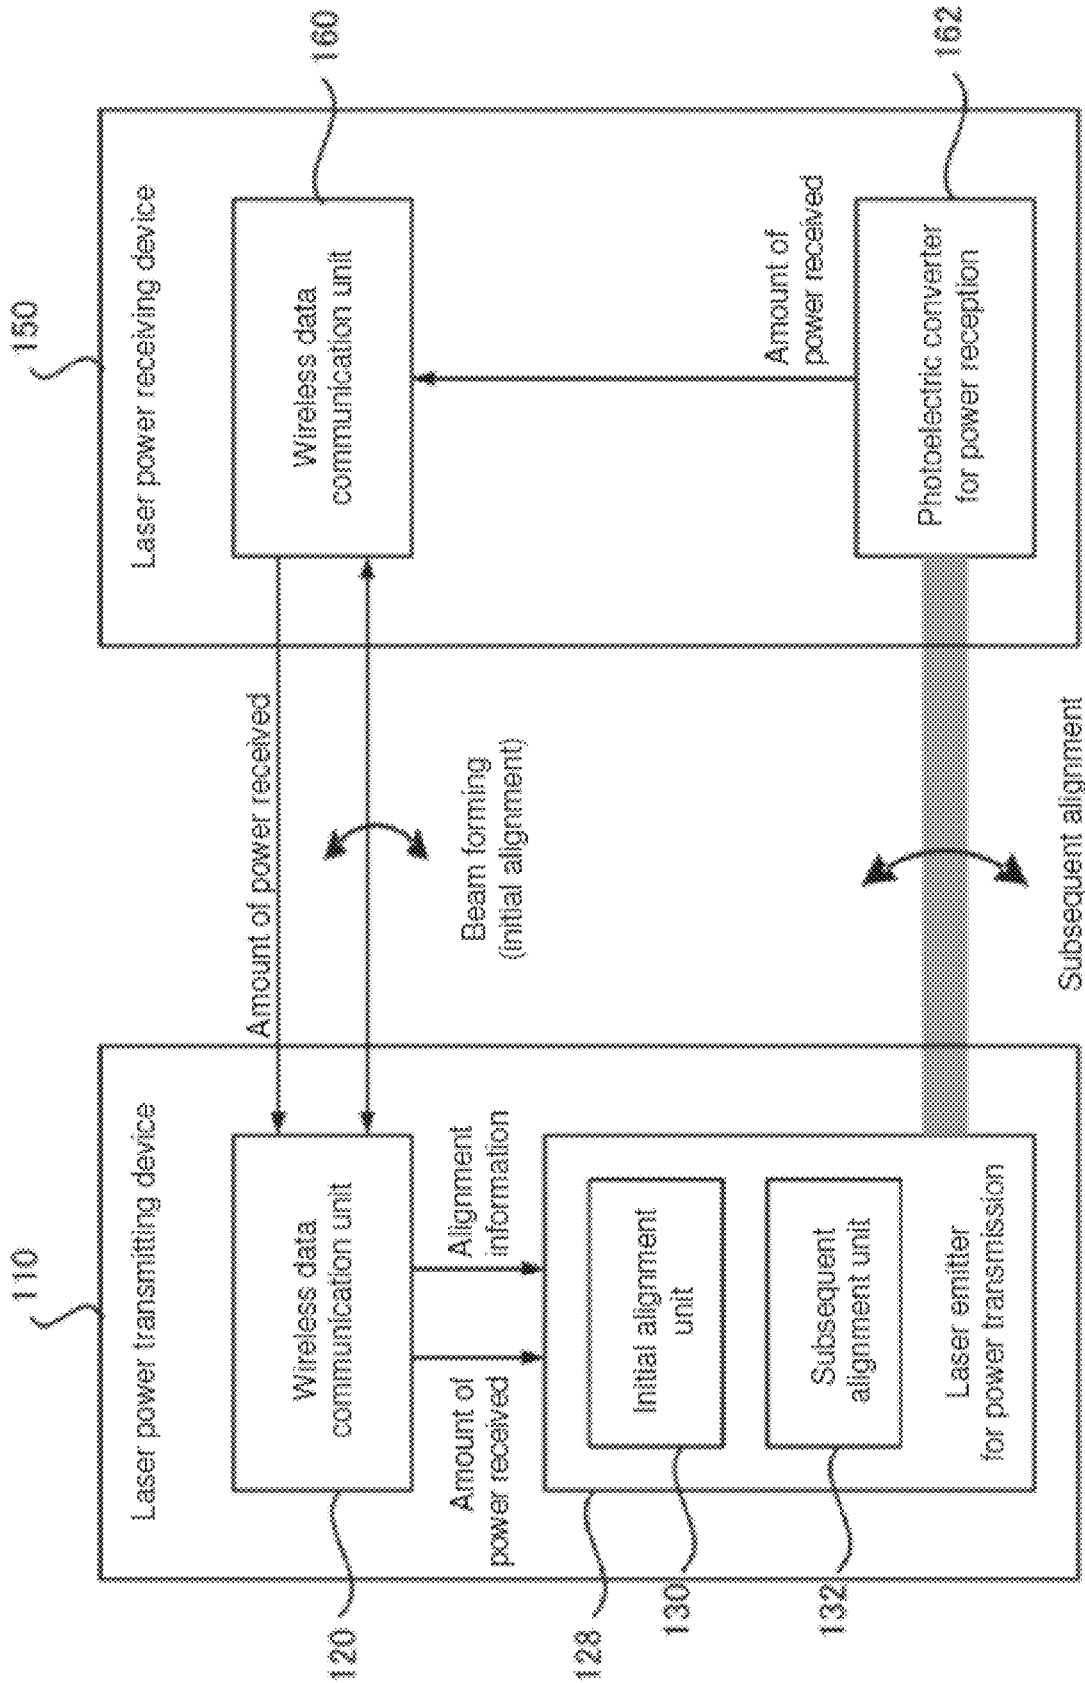 110
Laser power transmitting device
120
Wireless data
communication unit
Amount of
power received
Alignment
information
128
130
Initial alignment
unit
132
Subsequent
alignment unit
Laser emitter
for power transmission
Amount of power received
Beam forming
(initial alignment)
Subsequent alignment
150
Laser power receiving device
160
Wireless data
communication unit
Amount of
power received
162
Photoelectric converter
for power reception